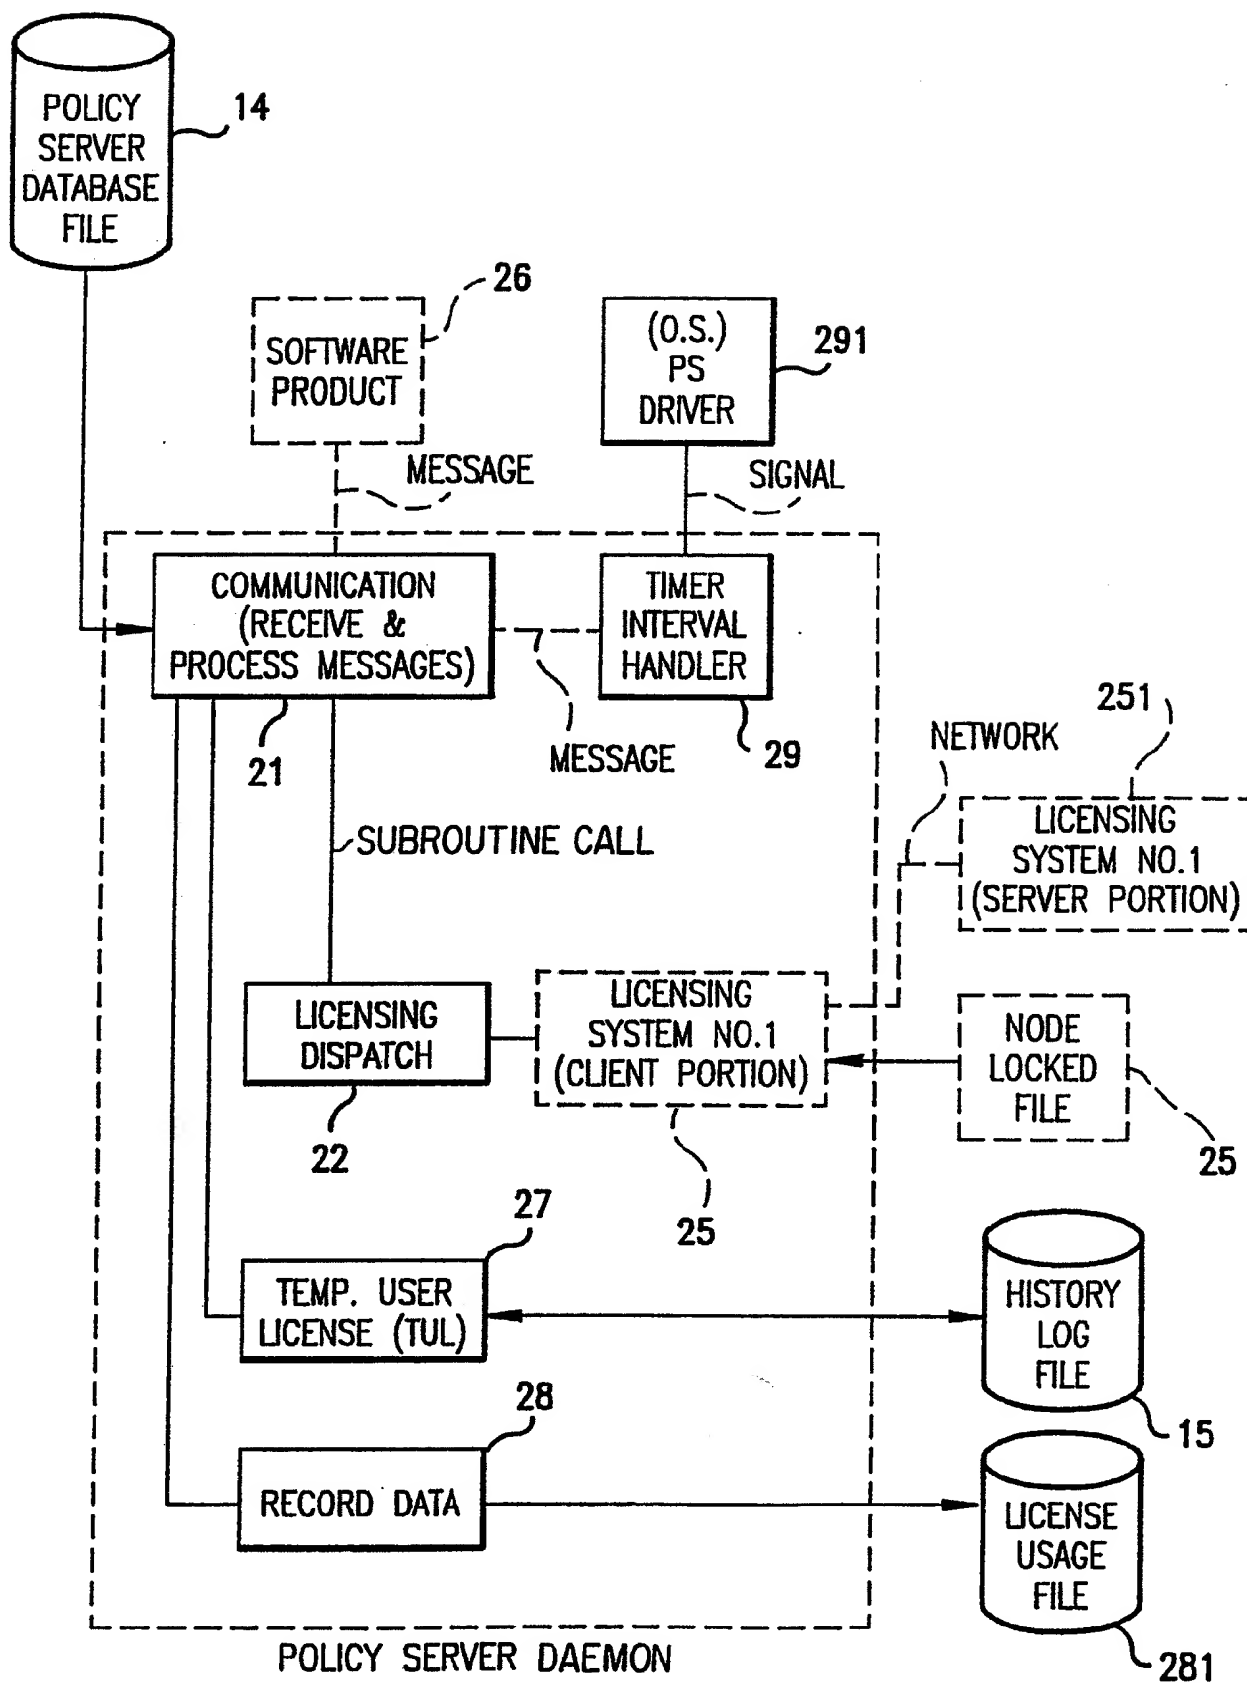 POLICY
SERVER
DATABASE
FILE
14
SOFTWARE
PRODUCT
26
(O.S.)
PS
DRIVER
291
MESSAGE
SIGNAL
COMMUNICATION
(RECEIVE &
PROCESS MESSAGES)
21
TIMER
INTERVAL
HANDLER
29
MESSAGE
251
NETWORK
LICENSING
SYSTEM NO.1
(SERVER PORTION)
SUBROUTINE CALL
LICENSING
DISPATCH
22
LICENSING
SYSTEM NO.1
(CLIENT PORTION)
25
NODE
LOCKED
FILE
25
27
TEMP. USER
LICENSE (TUL)
HISTORY
LOG
FILE
15
28
RECORD DATA
LICENSE
USAGE
FILE
281
POLICY SERVER DAEMON